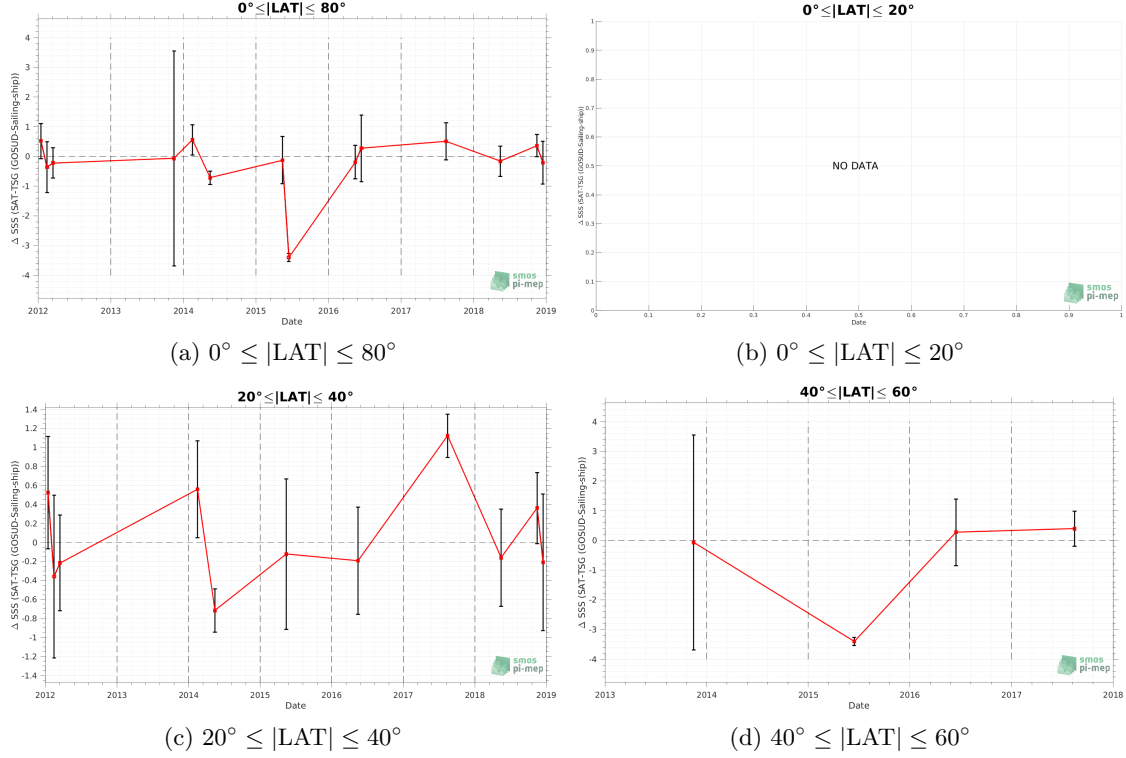 0°≤|LAT|≤ 80°
Δ SSS (SAT-TSG (GOSUD-Sailing-ship))
4
3
2
1
0
-1
-2
-3
-4
2012 2013 2014 2015 2016 2017 2018 2019
Date
smos
pi-mep
(a) 0° ≤ |LAT| ≤ 80°
0°≤|LAT|≤ 20°
Δ SSS (SAT-TSG (GOSUD-Sailing-ship))
1
0.9
0.8
0.7
0.6
0.5
0.4
0.3
0.2
0.1
0
NO DATA
0 0.1 0.2 0.3 0.4 0.5 0.6 0.7 0.8 0.9 1
Date
smos
pi-mep
(b) 0° ≤ |LAT| ≤ 20°
20°≤|LAT|≤ 40°
Δ SSS (SAT-TSG (GOSUD-Sailing-ship))
1.4
1.2
1
0.8
0.6
0.4
0.2
0
-0.2
-0.4
-0.6
-0.8
-1
-1.2
-1.4
2012 2013 2014 2015 2016 2017 2018 2019
Date
smos
pi-mep
(c) 20° ≤ |LAT| ≤ 40°
40°≤|LAT|≤ 60°
Δ SSS (SAT-TSG (GOSUD-Sailing-ship))
4
3
2
1
0
-1
-2
-3
-4
2013 2014 2015 2016 2017 2018
Date
smos
pi-mep
(d) 40° ≤ |LAT| ≤ 60°